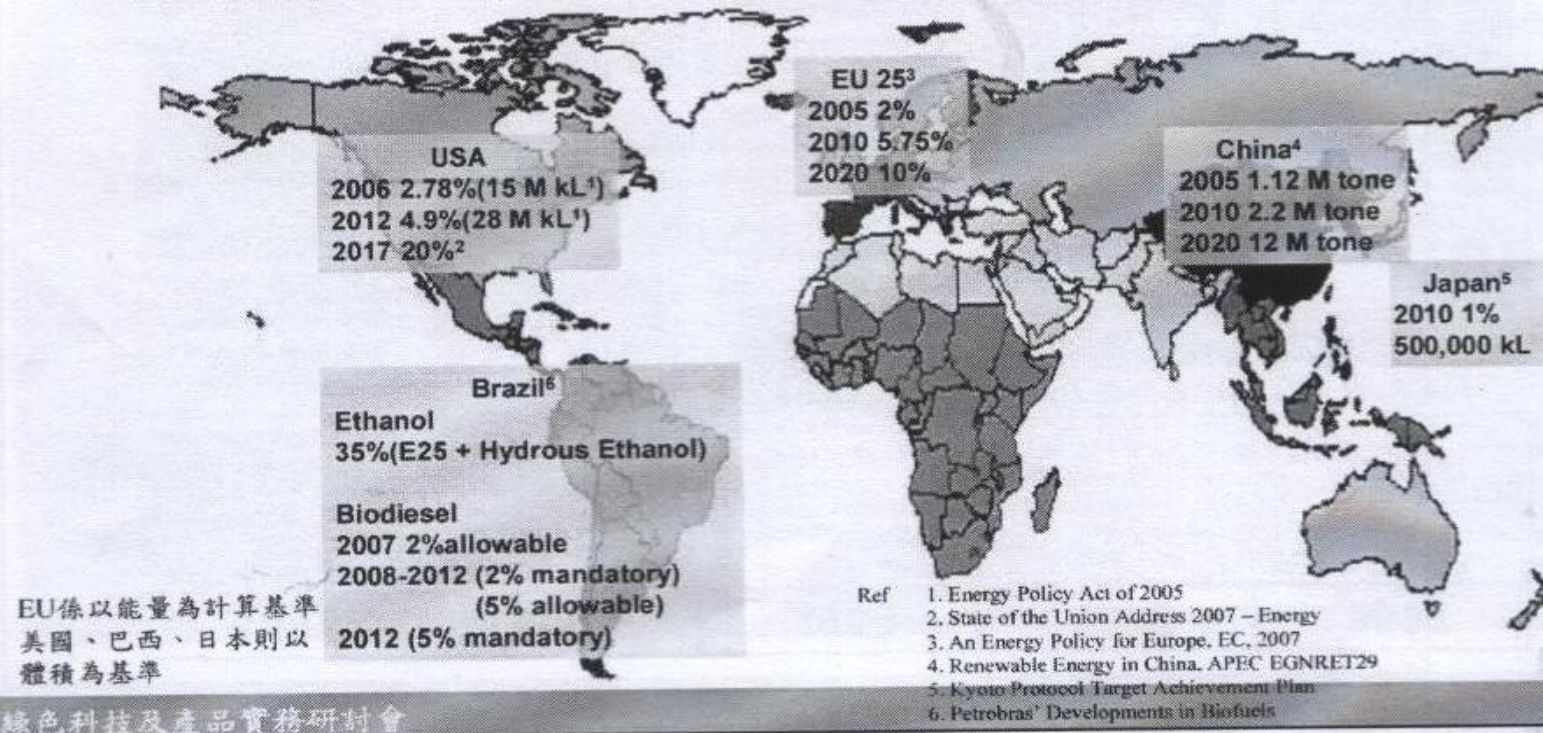 USA
2006 2.78%(15 M kL¹)
2012 4.9%(28 M kL¹)
2017 20%²
EU 25³
2005 2%
2010 5.75%
2020 10%
China⁴
2005 1.12 M tone
2010 2.2 M tone
2020 12 M tone
Japan⁵
2010 1%
500,000 kL
Brazil⁶
Ethanol
35%(E25 + Hydrous Ethanol)
Biodiesel
2007 2%allowable
2008-2012 (2% mandatory)
(5% allowable)
2012 (5% mandatory)
EU係以能量為計算基準
美國、巴西、日本則以
體積為基準
Ref 1. Energy Policy Act of 2005
2. State of the Union Address 2007 – Energy
3. An Energy Policy for Europe, EC, 2007
4. Renewable Energy in China, APEC EGNRET29
5. Kyoto Protocol Target Achievement Plan
6. Petrobras' Developments in Biofuels
綠色科技及產品實務研討會